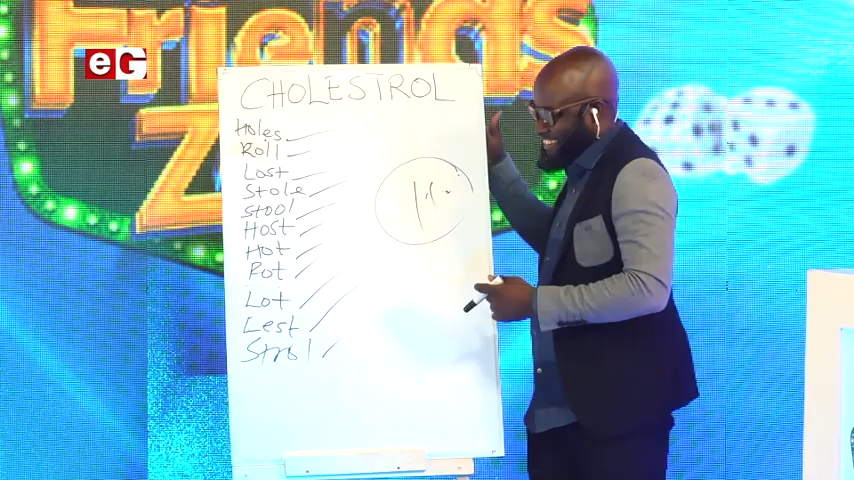 Friends
eG
CHOLESTROL
Holes
Roll
Lost
Stole
stool
Host
Hot
Rot
Lot
Lest
Strol